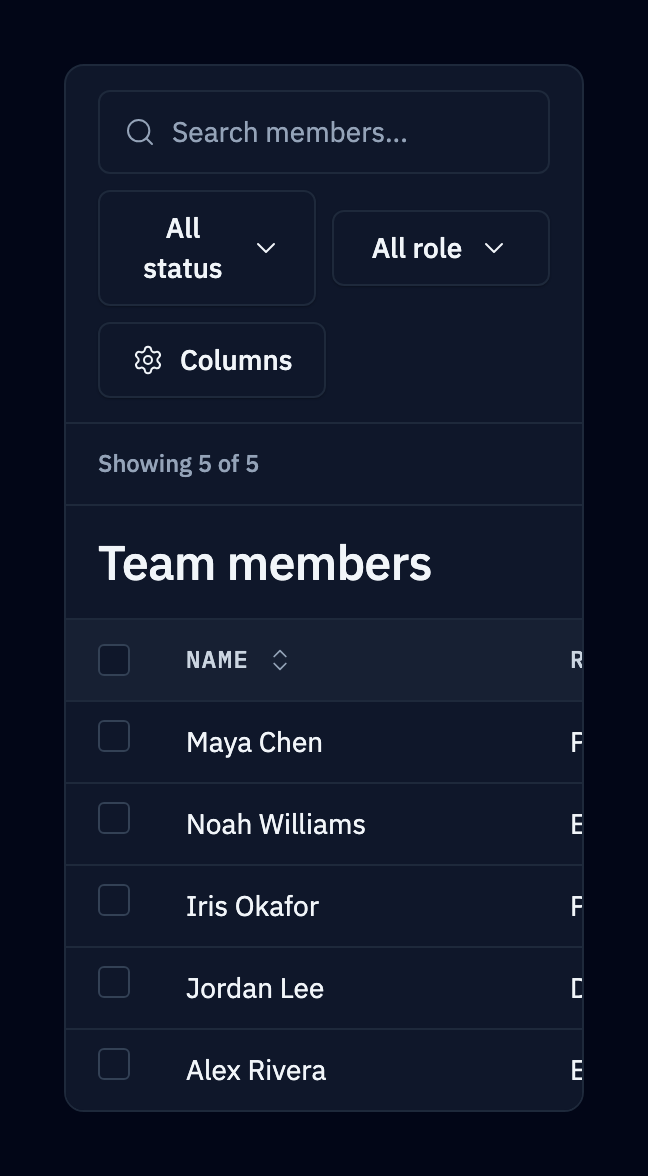 Search members...
All
status
All role
Columns
Showing 5 of 5
Team members
NAME
Maya Chen
Noah Williams
Iris Okafor
Jordan Lee
Alex Rivera